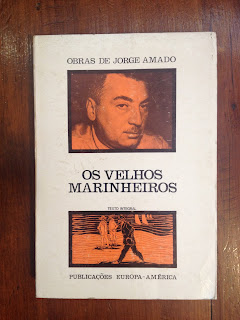 OBRAS DE JORGE AMADO
OS VELHOS
MARINHEIROS
TEXTO INTEGRAL
PUBLICAÇÕES EUROPA-AMÉRICA